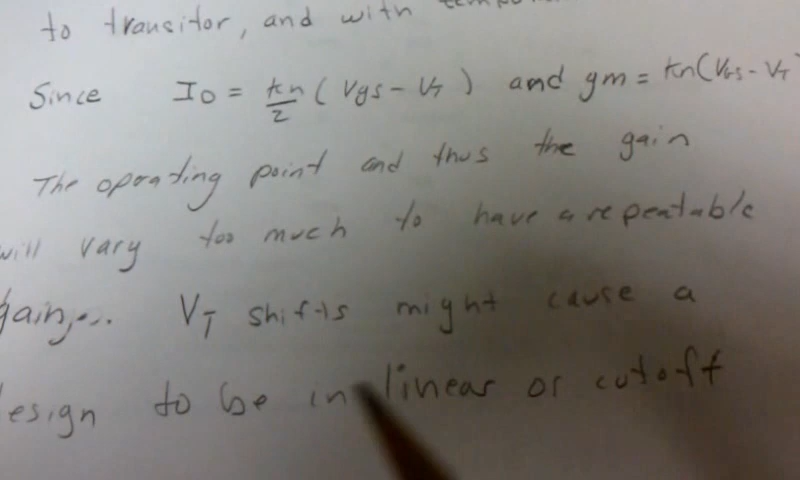 to transitor, and with
Since ID = kn/2 (Vgs - VT) and gm = kn(VGS - VT
The operating point and thus the gain
will vary too much to have a repeatable
gain,... VT shifts might cause a
design to be in linear or cutoff